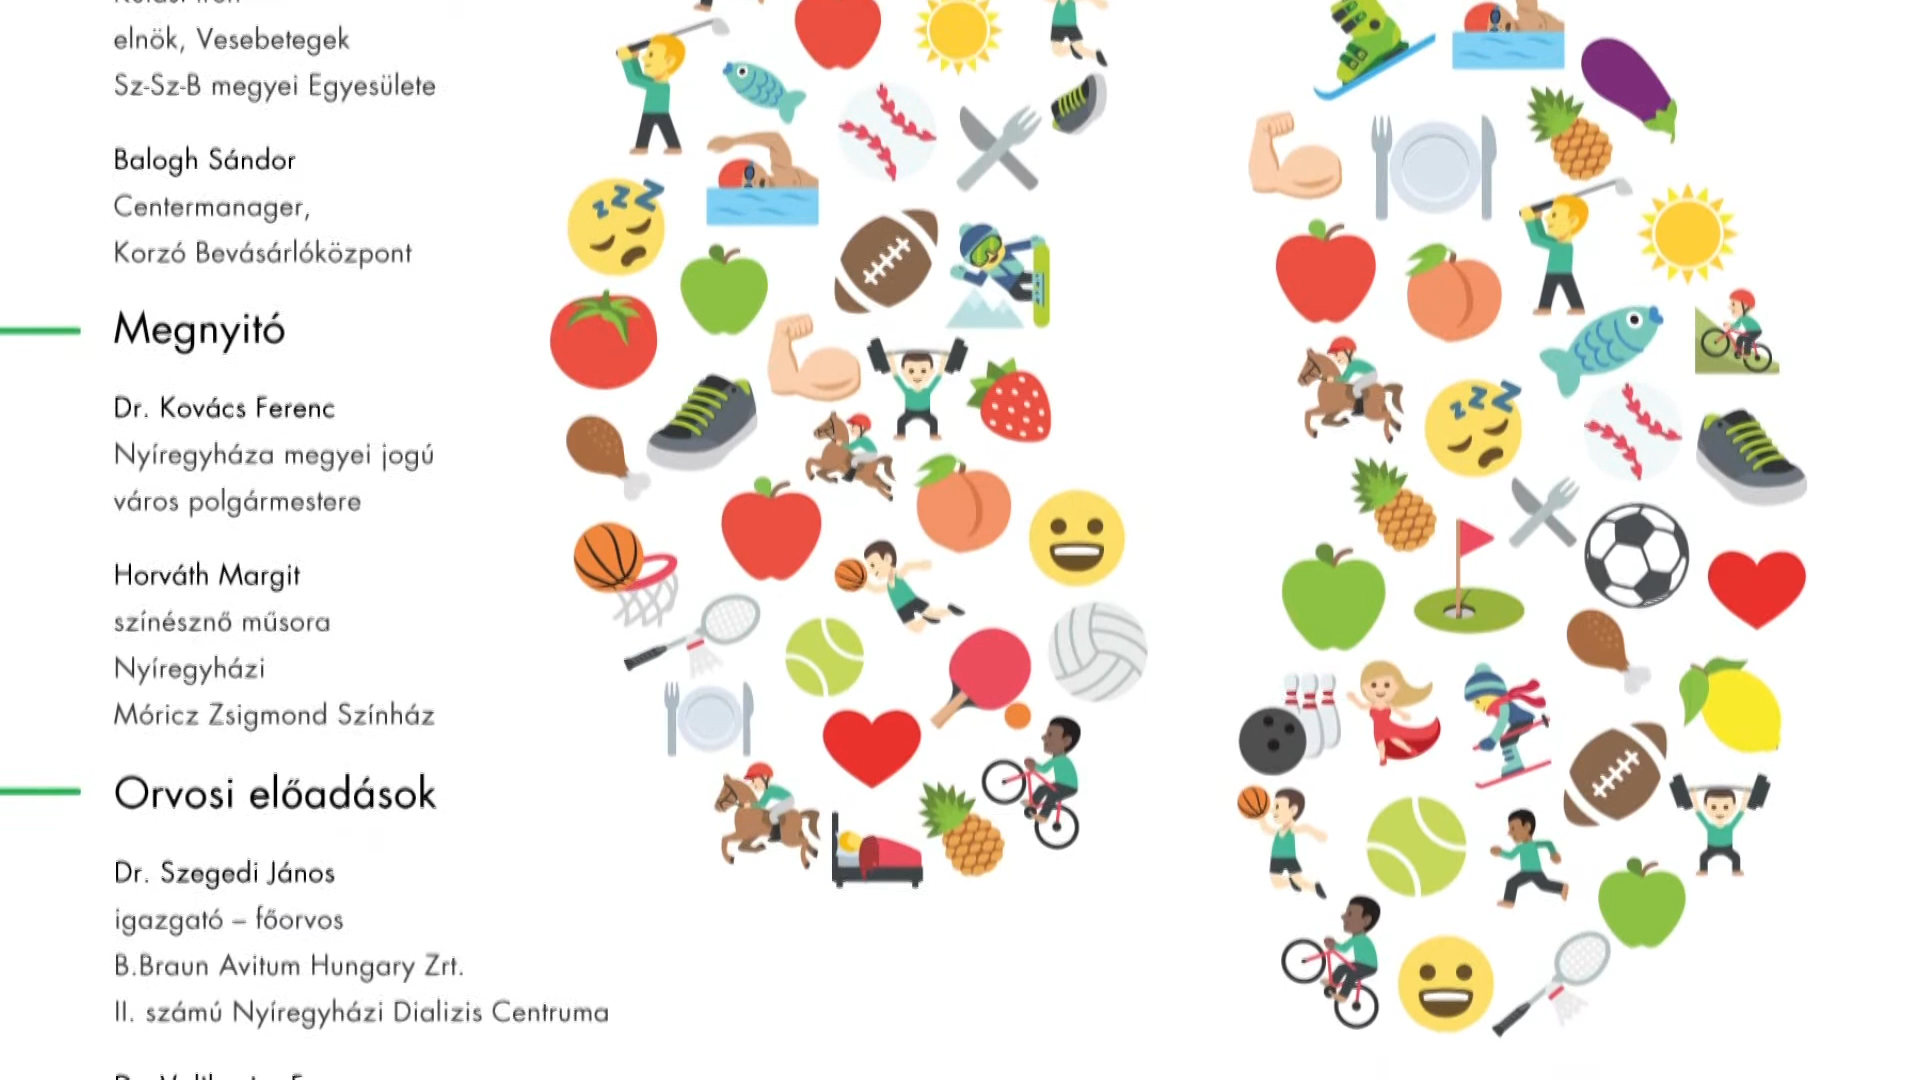 elnök, Vesebetegek
Sz-Sz-B megyei Egyesülete
Balogh Sándor
Centermanager,
Korzó Bevásárlóközpont
Megnyitó
Dr. Kovács Ferenc
Nyíregyháza megyei jogú
város polgármestere
Horváth Margit
színésznő műsora
Nyíregyházi
Móricz Zsigmond Színház
Orvosi előadások
Dr. Szegedi János
igazgató – főorvos
B.Braun Avitum Hungary Zrt.
II. számú Nyíregyházi Dializis Centruma